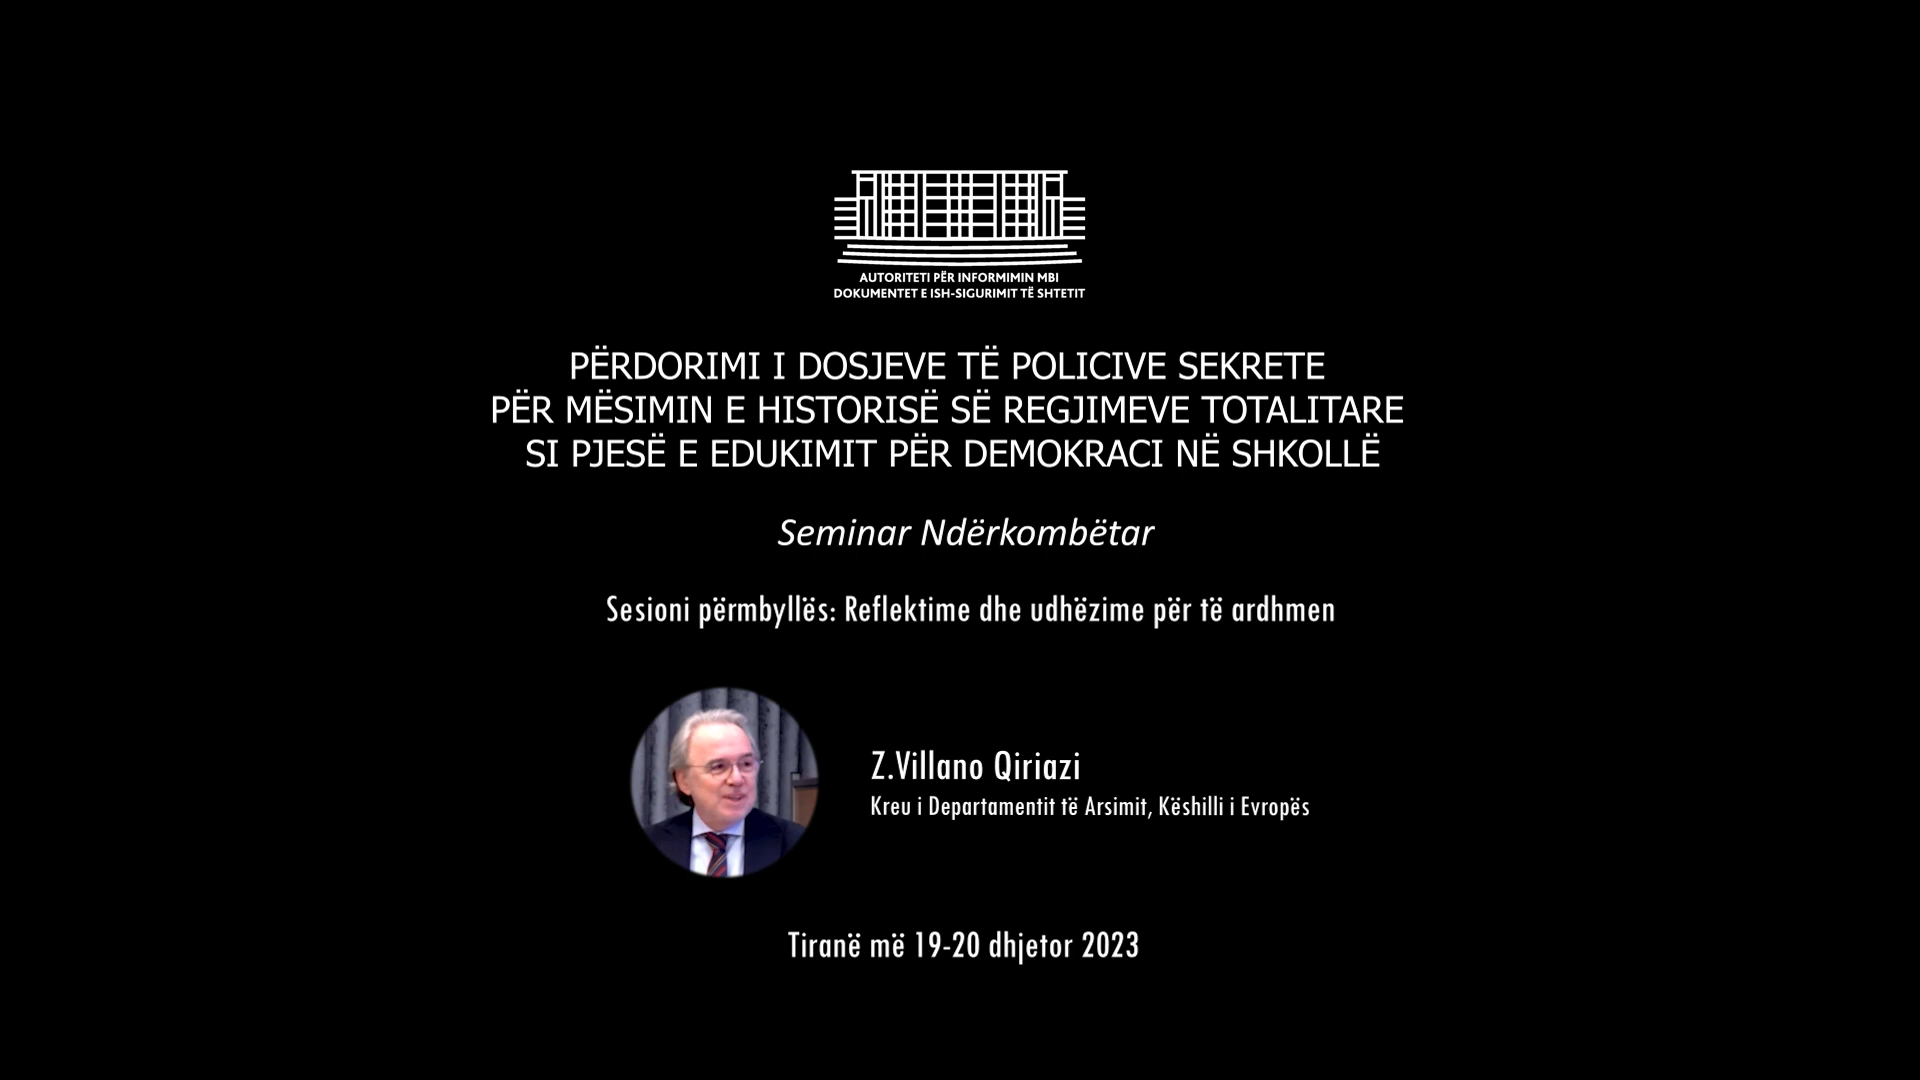 AUTORITETI PËR INFORMIMIN MBI
DOKUMENTET E ISH-SIGURIMIT TË SHTETIT
PËRDORIMI I DOSJEVE TË POLICIVE SEKRETE
PËR MËSIMIN E HISTORISË SË REGJIMEVE TOTALITARE
SI PJESË E EDUKIMIT PËR DEMOKRACI NË SHKOLLË
Seminar Ndërkombëtar
Sesioni përmbyllës: Reflektime dhe udhëzime për të ardhmen
Z.Villano Qiriazi
Kreu i Departamentit të Arsimit, Këshilli i Evropës
Tiranë më 19-20 dhjetor 2023